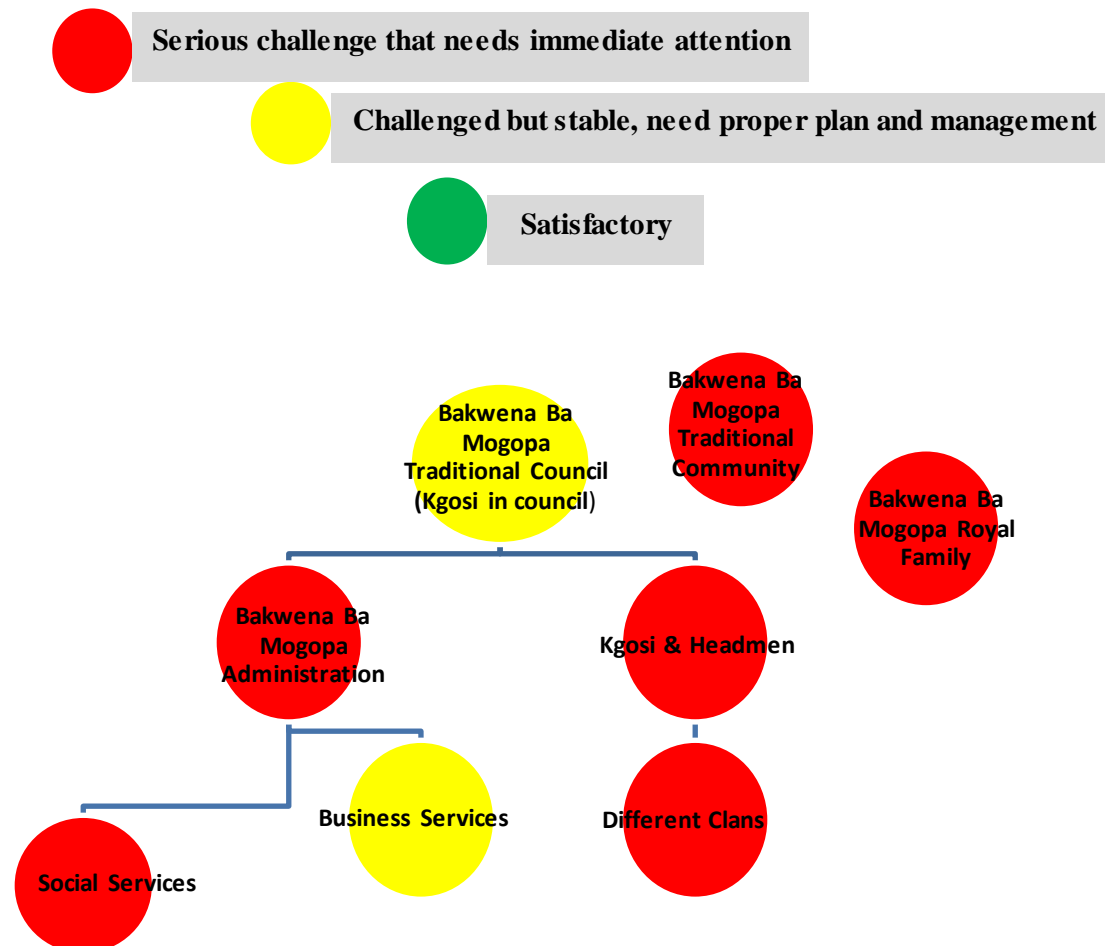 Serious challenge that needs immediate attention
Challenged but stable, need proper plan and management
Satisfactory
Bakwena Ba
Mogopa
Traditional Council
(Kgosi in council)
Bakwena Ba
Mogopa
Traditional
Community
Bakwena Ba
Mogopa Royal
Family
Bakwena Ba
Mogopa
Administration
Kgosi & Headmen
Business Services
Different Clans
Social Services